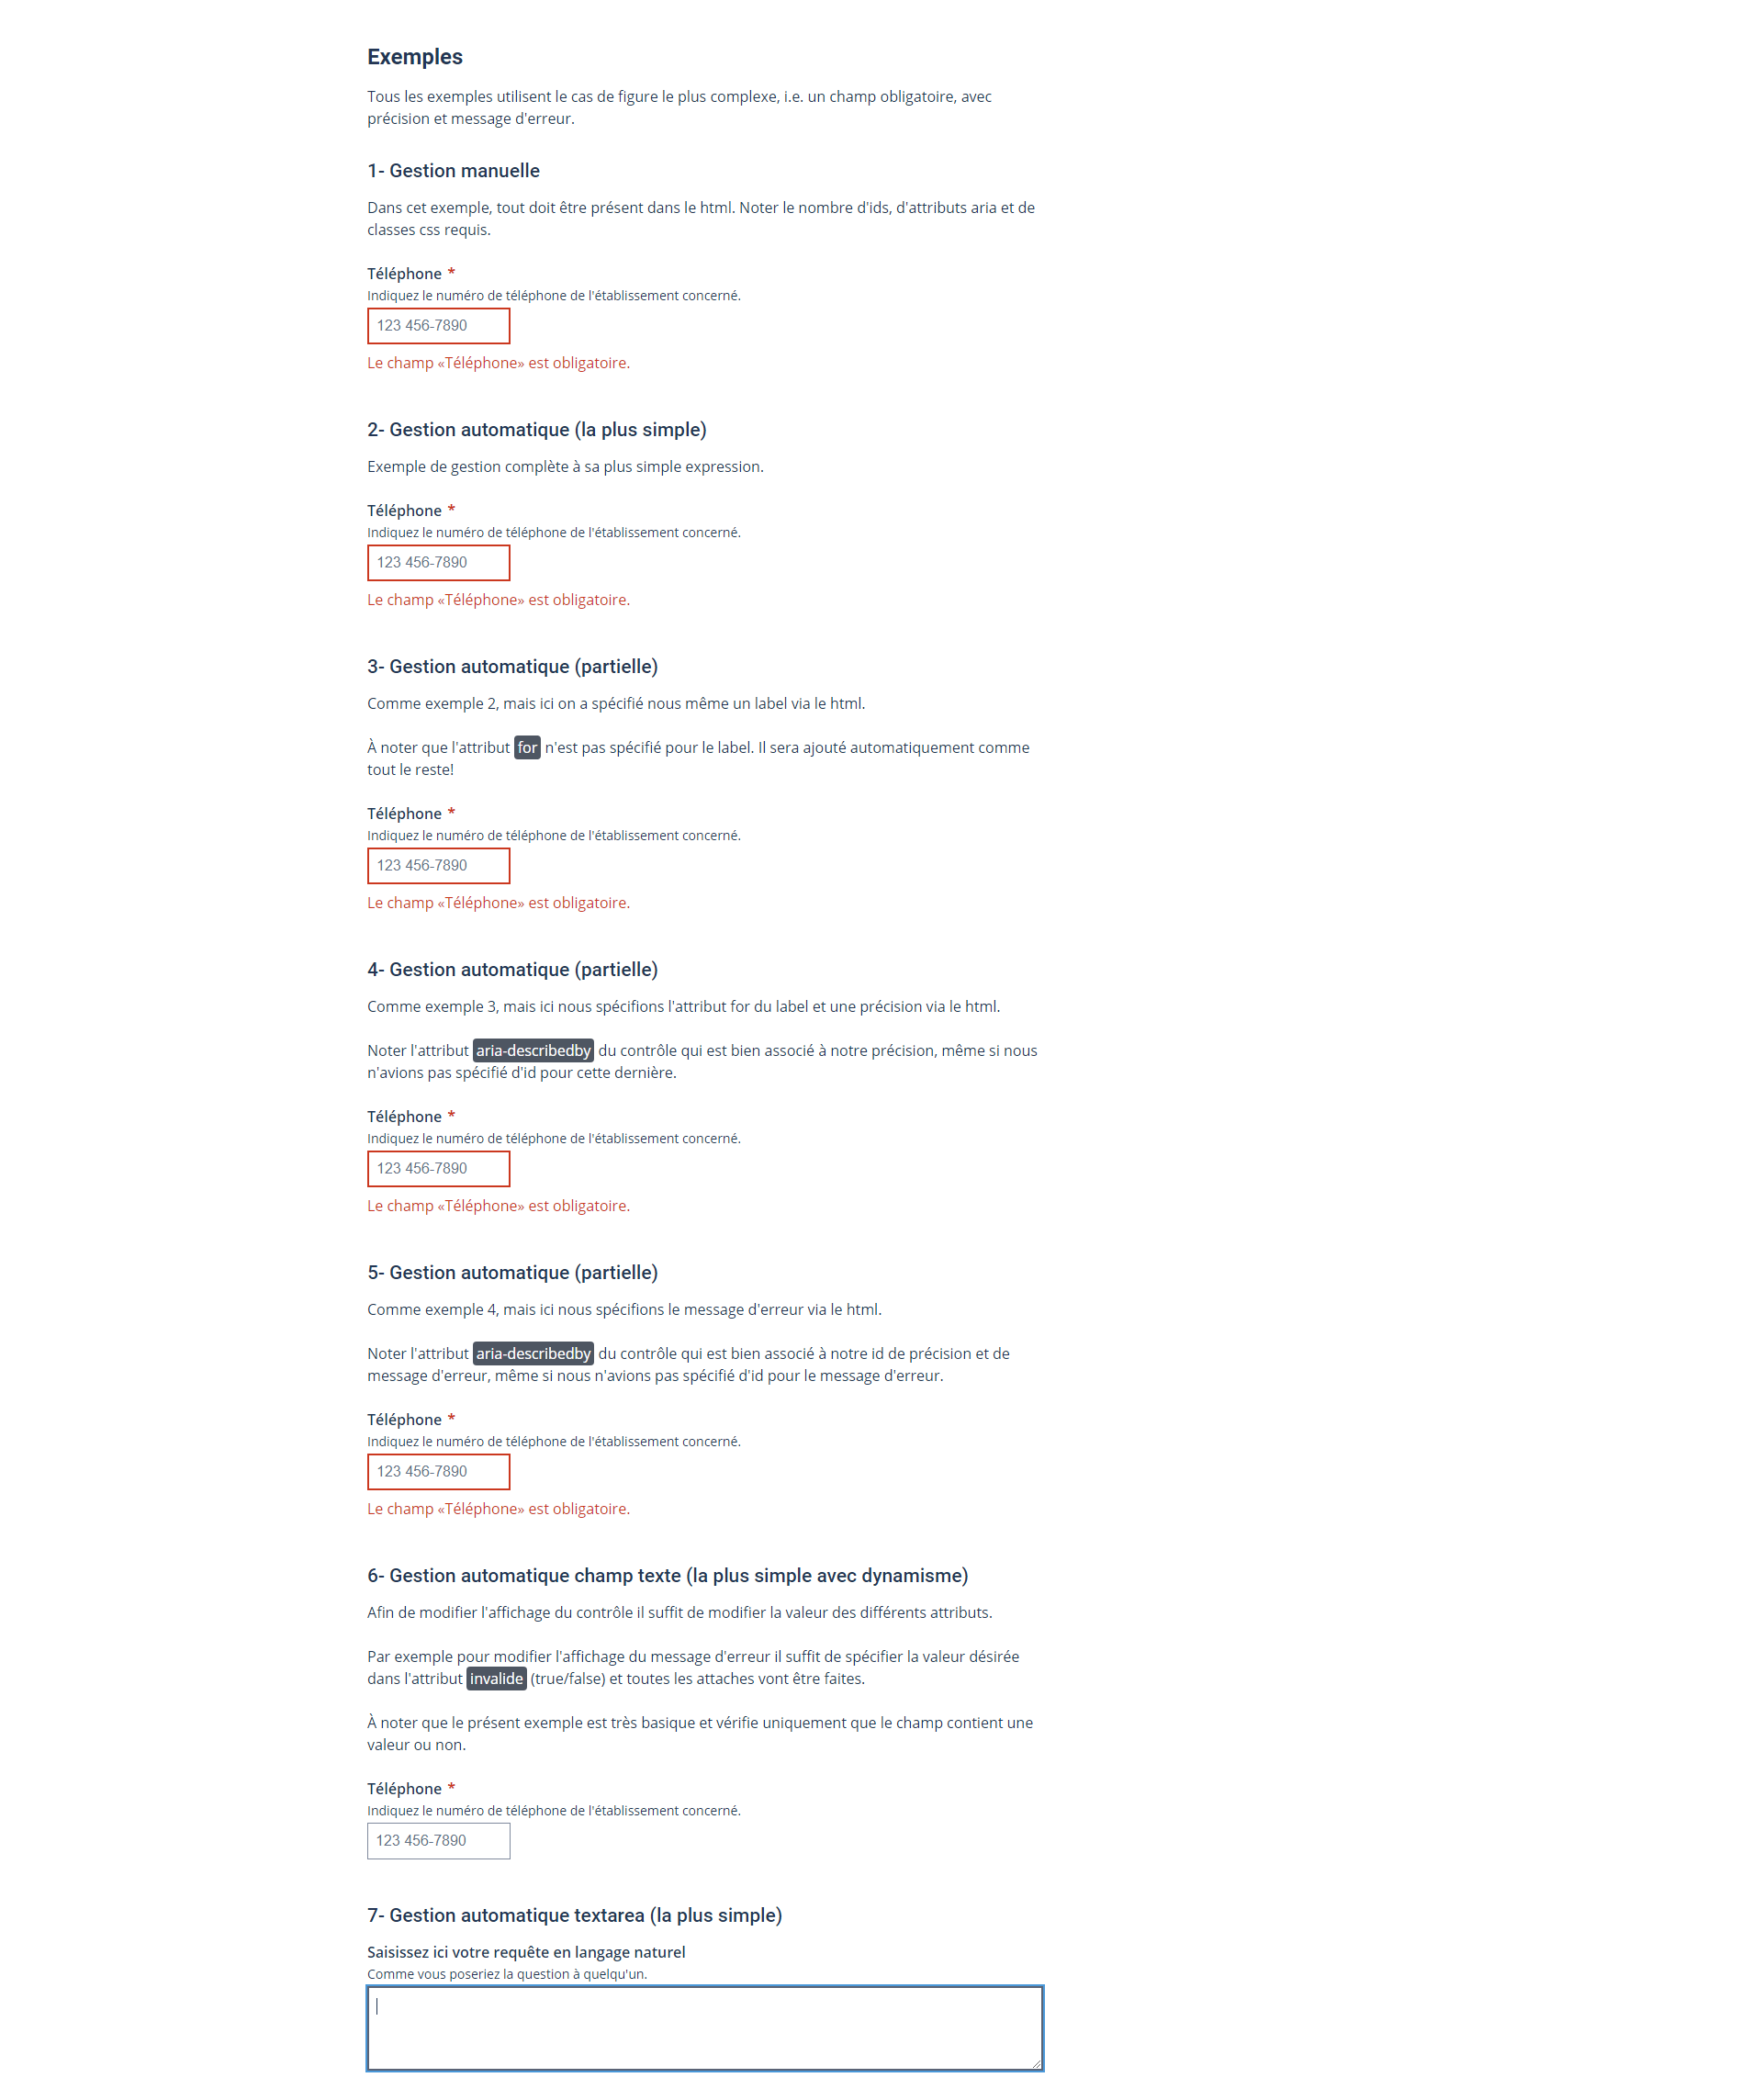 Exemples
Tous les exemples utilisent le cas de figure le plus complexe, i.e. un champ obligatoire, avec
précision et message d'erreur.
1- Gestion manuelle
Dans cet exemple, tout doit être présent dans le html. Noter le nombre d'ids, d'attributs aria et de
classes css requis.
Téléphone *
Indiquez le numéro de téléphone de l'établissement concerné.
123 456-7890
Le champ «Téléphone» est obligatoire.
2- Gestion automatique (la plus simple)
Exemple de gestion complète à sa plus simple expression.
Téléphone *
Indiquez le numéro de téléphone de l'établissement concerné.
123 456-7890
Le champ «Téléphone» est obligatoire.
3- Gestion automatique (partielle)
Comme exemple 2, mais ici on a spécifié nous même un label via le html.
À noter que l'attribut for n'est pas spécifié pour le label. Il sera ajouté automatiquement comme
tout le reste!
Téléphone *
Indiquez le numéro de téléphone de l'établissement concerné.
123 456-7890
Le champ «Téléphone» est obligatoire.
4- Gestion automatique (partielle)
Comme exemple 3, mais ici nous spécifions l'attribut for du label et une précision via le html.
Noter l'attribut aria-describedby du contrôle qui est bien associé à notre précision, même si nous
n'avions pas spécifié d'id pour cette dernière.
Téléphone *
Indiquez le numéro de téléphone de l'établissement concerné.
123 456-7890
Le champ «Téléphone» est obligatoire.
5- Gestion automatique (partielle)
Comme exemple 4, mais ici nous spécifions le message d'erreur via le html.
Noter l'attribut aria-describedby du contrôle qui est bien associé à notre id de précision et de
message d'erreur, même si nous n'avions pas spécifié d'id pour le message d'erreur.
Téléphone *
Indiquez le numéro de téléphone de l'établissement concerné.
123 456-7890
Le champ «Téléphone» est obligatoire.
6- Gestion automatique champ texte (la plus simple avec dynamisme)
Afin de modifier l'affichage du contrôle il suffit de modifier la valeur des différents attributs.
Par exemple pour modifier l'affichage du message d'erreur il suffit de spécifier la valeur désirée
dans l'attribut invalide (true/false) et toutes les attaches vont être faites.
À noter que le présent exemple est très basique et vérifie uniquement que le champ contient une
valeur ou non.
Téléphone *
Indiquez le numéro de téléphone de l'établissement concerné.
123 456-7890
7- Gestion automatique textarea (la plus simple)
Saisissez ici votre requête en langage naturel
Comme vous poseriez la question à quelqu'un.